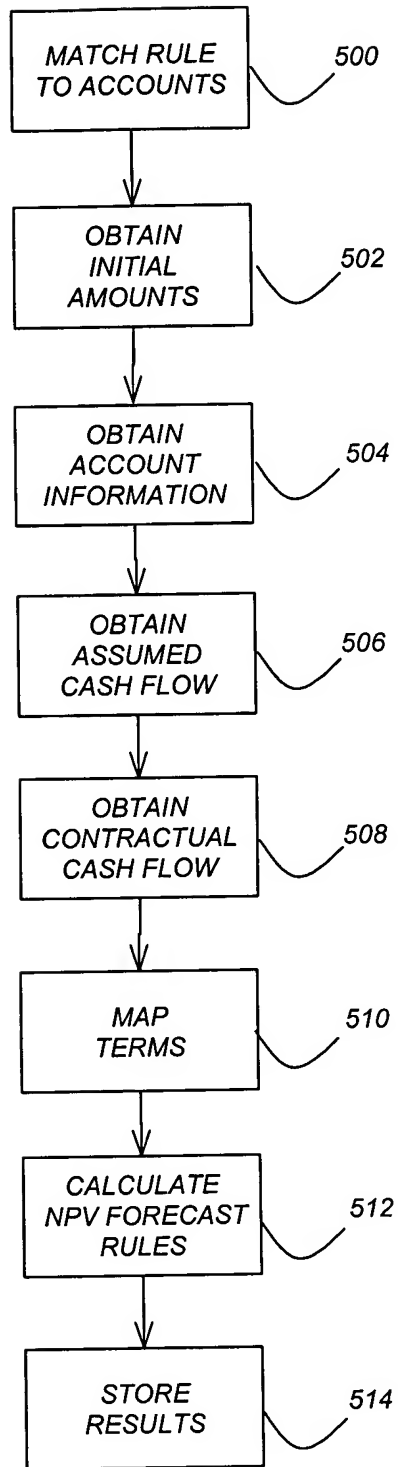 MATCH RULE
TO ACCOUNTS
500
OBTAIN
INITIAL
AMOUNTS
502
OBTAIN
ACCOUNT
INFORMATION
504
OBTAIN
ASSUMED
CASH FLOW
506
OBTAIN
CONTRACTUAL
CASH FLOW
508
MAP
TERMS
510
CALCULATE
NPV FORECAST
RULES
512
STORE
RESULTS
514